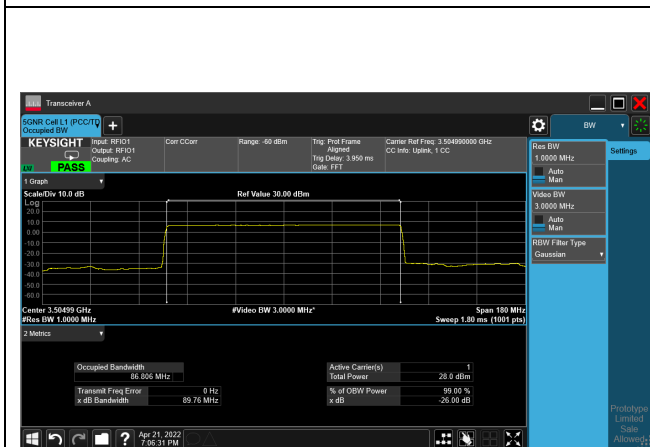 Transceiver A
5GNR Cell L1 (PCC/TD
Occupied BW
BW
KEYSIGHT
LV
PASS
Input: RFIO1
Output: RFIO1
Coupling: AC
Corr CCorr
Range: -60 dBm
Trig: Prot Frame
Aligned
Trig Delay: 3.950 ms
Gate: FFT
Carrier Ref Freq: 3.504990000 GHz
CC Info: Uplink, 1 CC
Res BW
1.0000 MHz
Auto
Man
Video BW
3.0000 MHz
Auto
Man
RBW Filter Type
Gaussian
Settings
1 Graph
Scale/Div 10.0 dB
Ref Value 30.00 dBm
Log
20.0
10.0
0.00
-10.0
-20.0
-30.0
-40.0
-50.0
-60.0
Center 3.50499 GHz
#Video BW 3.0000 MHz*
Span 180 MHz
#Res BW 1.0000 MHz
Sweep 1.80 ms (1001 pts)
2 Metrics
Occupied Bandwidth
86.806 MHz
Active Carrier(s) 1
Total Power 28.0 dBm
Transmit Freq Error 0 Hz
x dB Bandwidth 89.76 MHz
% of OBW Power 99.00 %
x dB -26.00 dB
Prototype
Limited
Sale
Allowed
Apr 21, 2022
7:06:31 PM